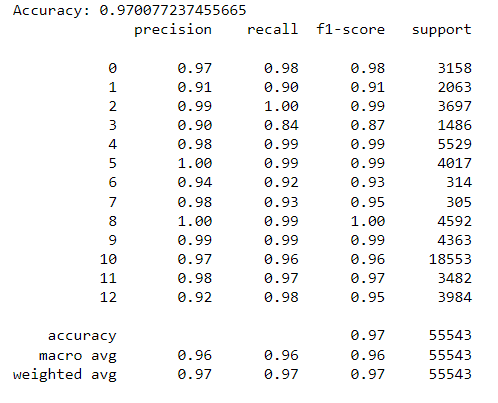 Accuracy: 0.970077237455665
precision recall f1-score support
0 0.97 0.98 0.98 3158
1 0.91 0.90 0.91 2063
2 0.99 1.00 0.99 3697
3 0.90 0.84 0.87 1486
4 0.98 0.99 0.99 5529
5 1.00 0.99 0.99 4017
6 0.94 0.92 0.93 314
7 0.98 0.93 0.95 305
8 1.00 0.99 1.00 4592
9 0.99 0.99 0.99 4363
10 0.97 0.96 0.96 18553
11 0.98 0.97 0.97 3482
12 0.92 0.98 0.95 3984
accuracy 0.97 55543
macro avg 0.96 0.96 0.96 55543
weighted avg 0.97 0.97 0.97 55543